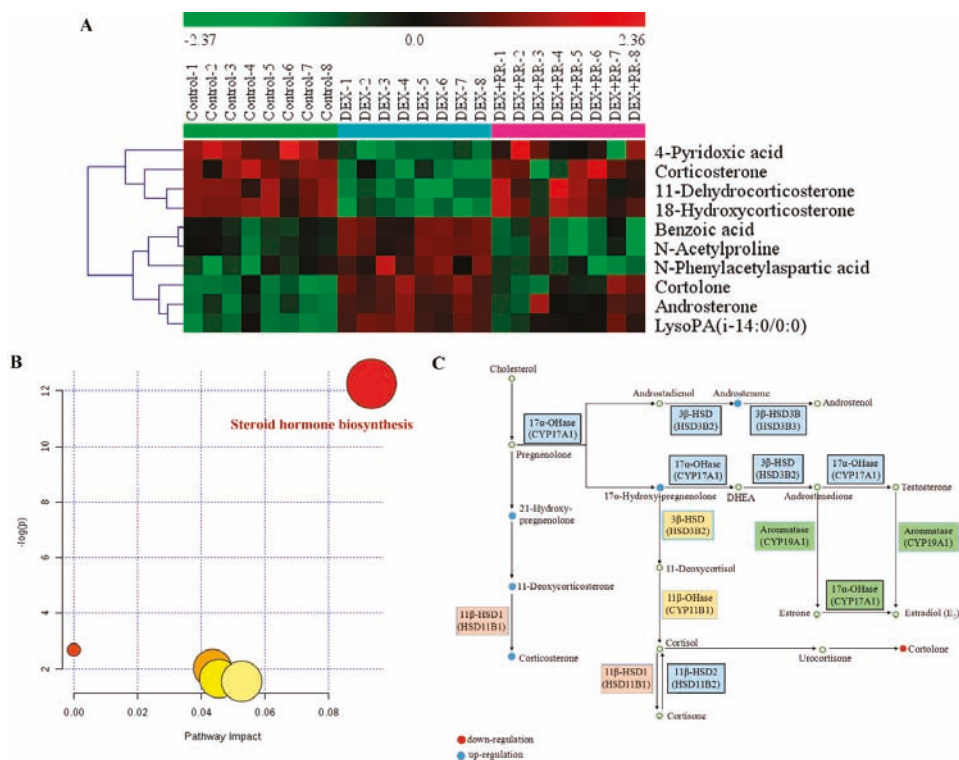 A
-2.37 0.0 2.36
Control-1
Control-2
Control-3
Control-4
Control-5
Control-6
Control-7
Control-8
DEX-1
DEX-2
DEX-3
DEX-4
DEX-5
DEX-6
DEX-7
DEX-8
DEX+RR-1
DEX+RR-2
DEX+RR-3
DEX+RR-4
DEX+RR-5
DEX+RR-6
DEX+RR-7
DEX+RR-8
4-Pyridoxic acid
Corticosterone
11-Dehydrocorticosterone
18-Hydroxycorticosterone
Benzoic acid
N-Acetylproline
N-Phenylacetylaspartic acid
Cortolone
Androsterone
LysoPA(i-14:0/0:0)
B
12
10
8
6
4
2
-log(p)
Steroid hormone biosynthesis
0.00 0.02 0.04 0.06 0.08
Pathway Impact
C
Cholesterol
17α-OHase
(CYP17A1)
Pregnenolone
Androstadienol
3β-HSD
(HSD3B2)
Androstenone
3β-HSD3B
(HSD3B3)
Androstenol
17α-OHase
(CYP17A1)
3β-HSD
(HSD3B2)
17α-OHase
(CYP17A1)
17α-Hydroxy-pregnenolone
DHEA
Androstenedione
Testosterone
21-Hydroxy-
pregnenolone
3β-HSD
(HSD3B2)
Aronmatase
(CYP19A1)
Aronmatase
(CYP19A1)
11-Deoxycortisol
11-Deoxycorticosterone
11β-OHase
(CYP11B1)
17α-OHase
(CYP17A1)
Estrone
Estradiol (E₂)
11β-HSD1
(HSD11B1)
Corticosterone
Cortisol
Urocortisone
Cortolone
11β-HSD1
(HSD11B1)
11β-HSD2
(HSD11B2)
Cortisone
down-regulation
up-regulation